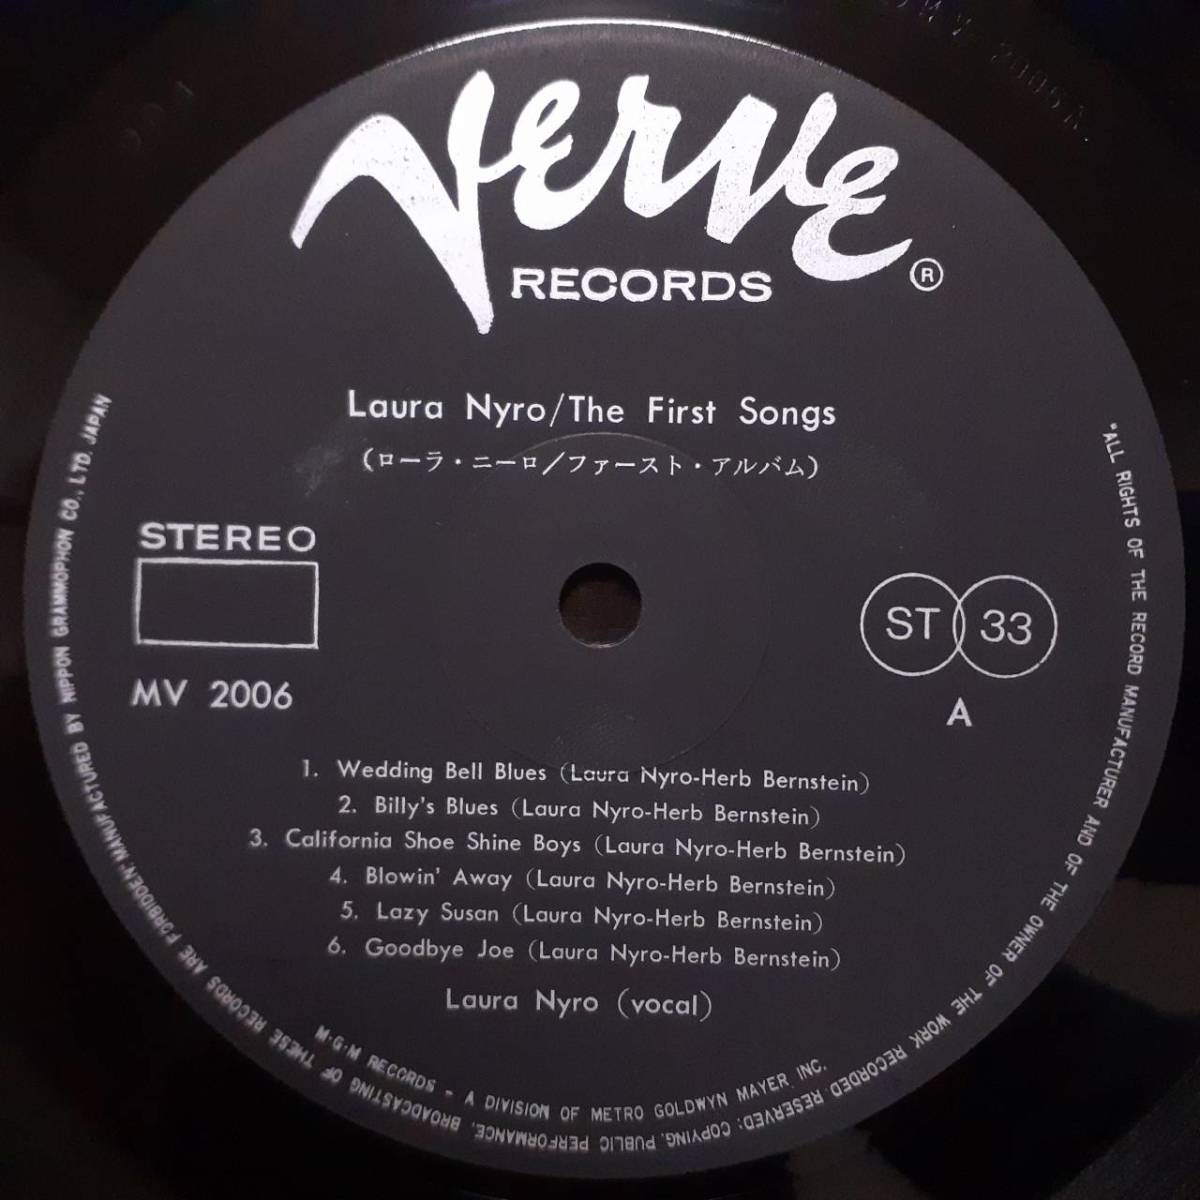 Verve
RECORDS ®
Laura Nyro/The First Songs
(ローラ・ニーロ/ファースト・アルバム)
STEREO
MV 2006
ST 33
A
1. Wedding Bell Blues (Laura Nyro-Herb Bernstein)
2. Billy's Blues (Laura Nyro-Herb Bernstein)
3. California Shoe Shine Boys (Laura Nyro-Herb Bernstein)
4. Blowin' Away (Laura Nyro-Herb Bernstein)
5. Lazy Susan (Laura Nyro-Herb Bernstein)
6. Goodbye Joe (Laura Nyro-Herb Bernstein)
Laura Nyro (vocal)
M-G-M RECORDS - A DIVISION OF METRO GOLDWYN MAYER, INC.
"ALL RIGHTS OF THE RECORD MANUFACTURER AND OF THE OWNER OF THE WORK RECORDED RESERVED: COPYING, PUBLIC PERFORMANCE, BROADCASTING OF THESE RECORDS ARE FORBIDDEN" MANUFACTURED BY NIPPON GRAMMOPHON CO., LTD. JAPAN